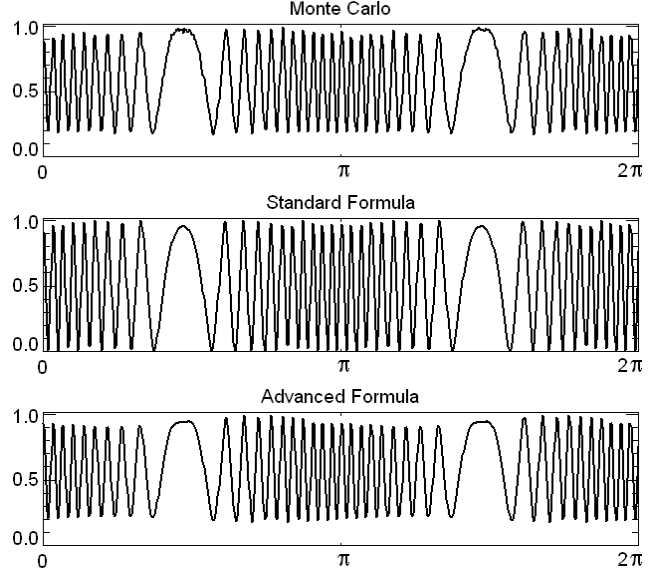 Monte Carlo
1.0
0.5
0.0
0 π 2π
Standard Formula
1.0
0.5
0.0
0 π 2π
Advanced Formula
1.0
0.5
0.0
0 π 2π